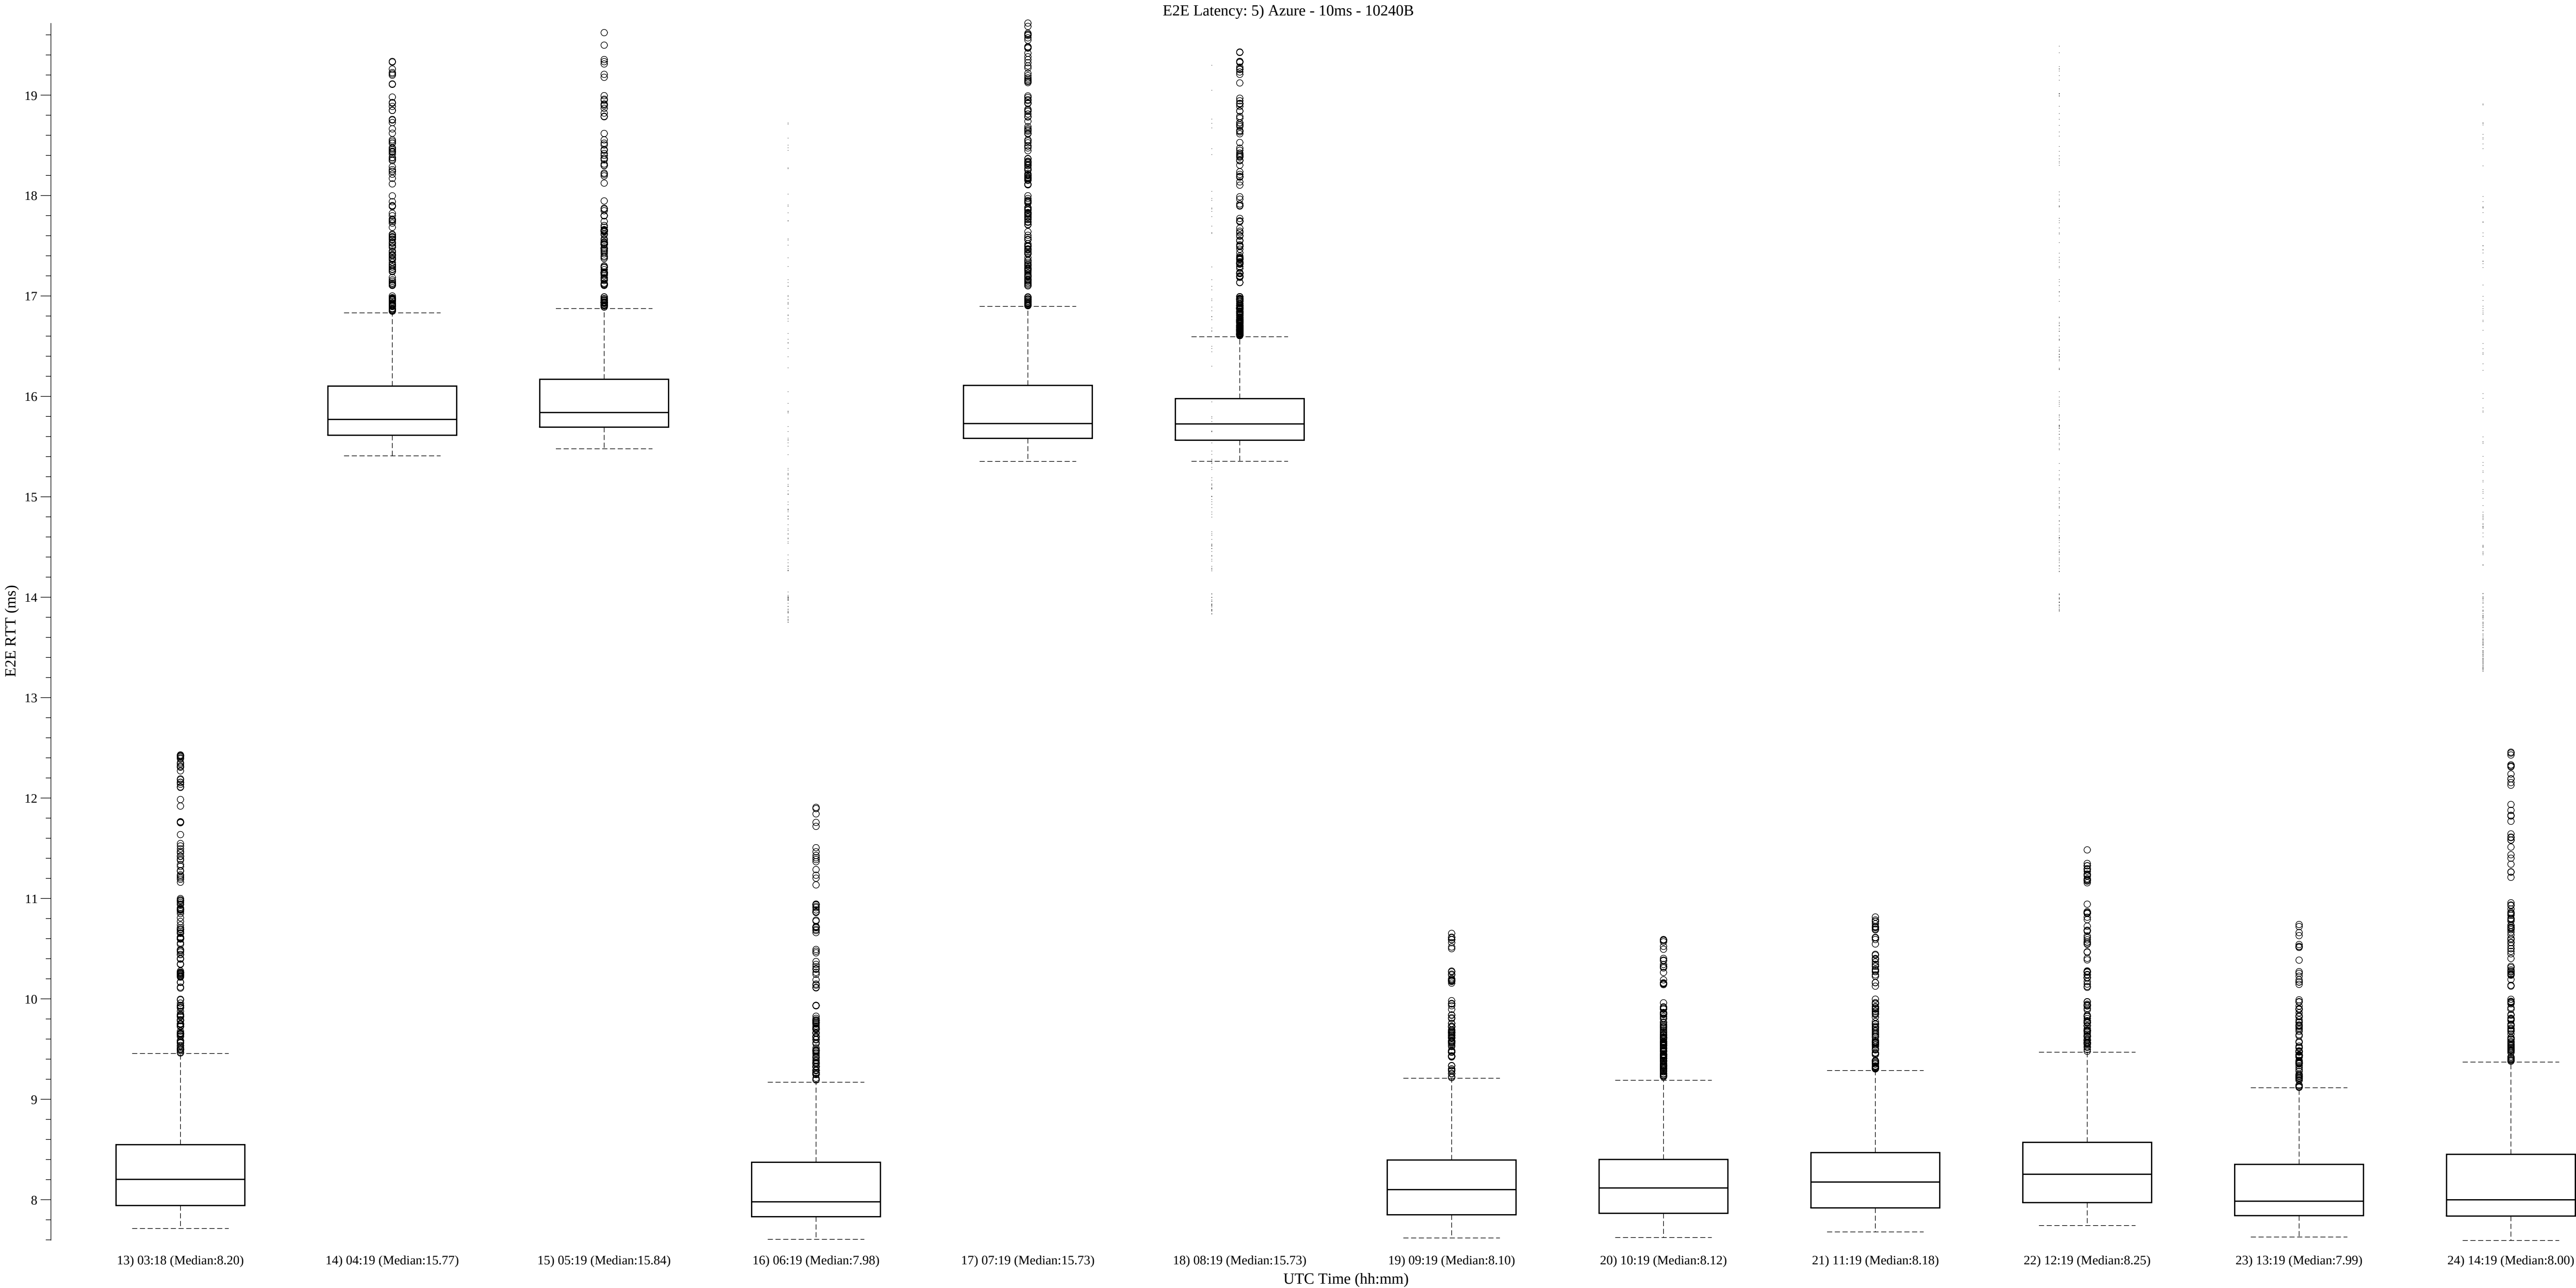 E2E Latency: 5) Azure - 10ms - 10240B
E2E RTT (ms)
19
18
17
16
15
14
13
12
11
10
9
8
13) 03:18 (Median:8.20)
14) 04:19 (Median:15.77)
15) 05:19 (Median:15.84)
16) 06:19 (Median:7.98)
17) 07:19 (Median:15.73)
18) 08:19 (Median:15.73)
19) 09:19 (Median:8.10)
20) 10:19 (Median:8.12)
21) 11:19 (Median:8.18)
22) 12:19 (Median:8.25)
23) 13:19 (Median:7.99)
24) 14:19 (Median:8.00)
UTC Time (hh:mm)